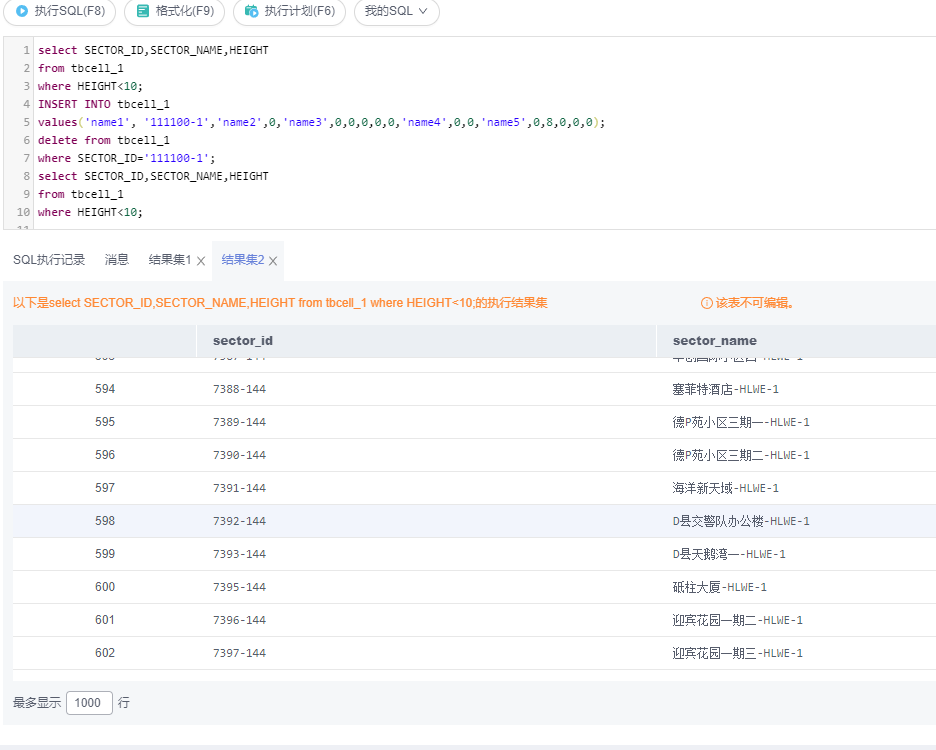 执行SQL(F8) 格式化(F9) 执行计划(F6) 我的SQL
1 select SECTOR_ID,SECTOR_NAME,HEIGHT
2 from tbcell_1
3 where HEIGHT<10;
4 INSERT INTO tbcell_1
5 values('name1', '111100-1','name2',0,'name3',0,0,0,0,0,'name4',0,0,'name5',0,8,0,0,0);
6 delete from tbcell_1
7 where SECTOR_ID='111100-1';
8 select SECTOR_ID,SECTOR_NAME,HEIGHT
9 from tbcell_1
10 where HEIGHT<10;
SQL执行记录 消息 结果集1 X 结果集2 X
以下是select SECTOR_ID,SECTOR_NAME,HEIGHT from tbcell_1 where HEIGHT<10;的执行结果集 该表不可编辑。
sector_id sector_name
594 7388-144 塞菲特酒店-HLWE-1
595 7389-144 德P苑小区三期一-HLWE-1
596 7390-144 德P苑小区三期二-HLWE-1
597 7391-144 海洋新天域-HLWE-1
598 7392-144 D县交警队办公楼-HLWE-1
599 7393-144 D县天鹅湾一-HLWE-1
600 7395-144 砥柱大厦-HLWE-1
601 7396-144 迎宾花园一期二-HLWE-1
602 7397-144 迎宾花园一期三-HLWE-1
最多显示 1000 行